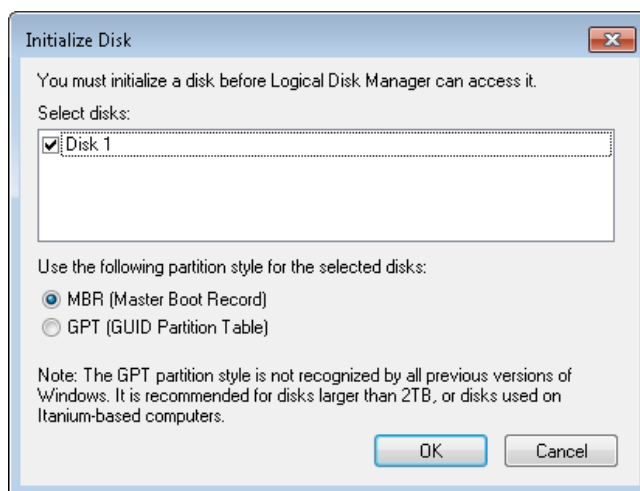 Initialize Disk
You must initialize a disk before Logical Disk Manager can access it.
Select disks:
Disk 1
Use the following partition style for the selected disks:
MBR (Master Boot Record)
GPT (GUID Partition Table)
Note: The GPT partition style is not recognized by all previous versions of
Windows. It is recommended for disks larger than 2TB, or disks used on
Itanium-based computers.
OK Cancel